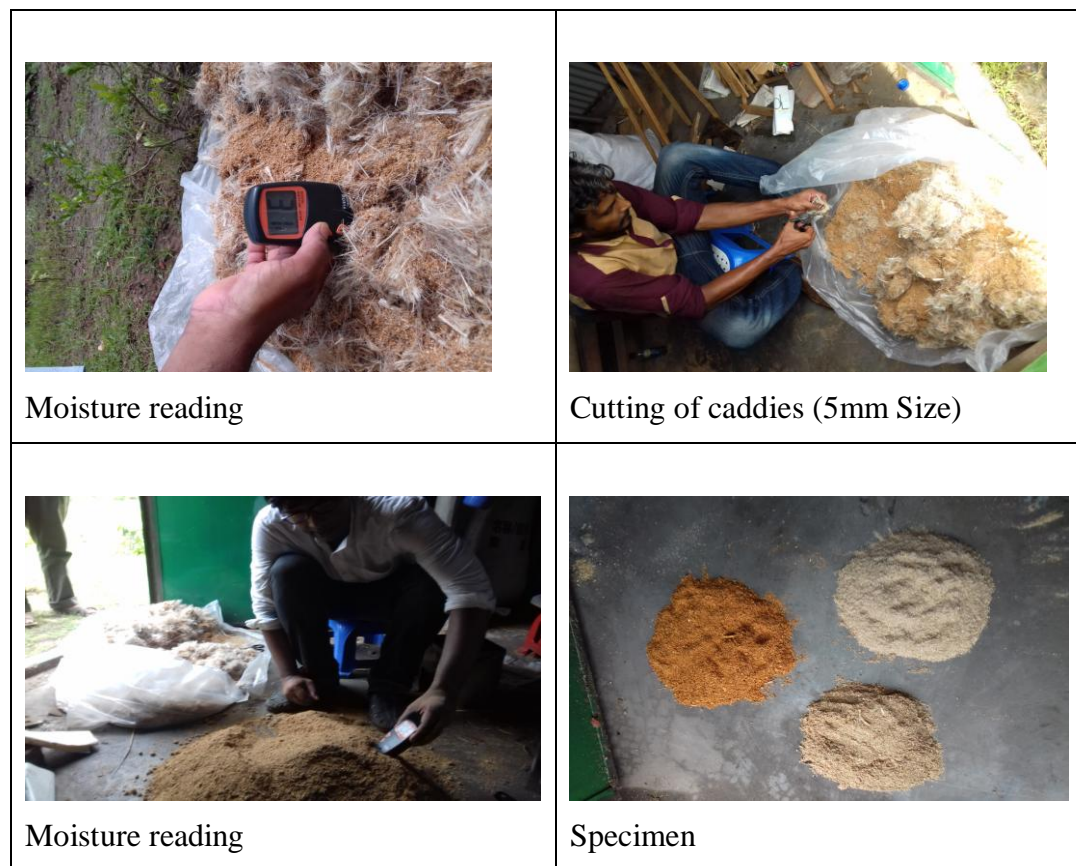 Moisture reading
Cutting of caddies (5mm Size)
Moisture reading
Specimen